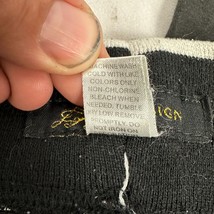 MACHINE WASH
COLD WITH LIKE
COLORS ONLY
NON-CHLORINE
BLEACH WHEN
NEEDED, TUMBLE
DRY LOW REMOVE
PROMPTLY. DO
NOT IRON ON
IGN